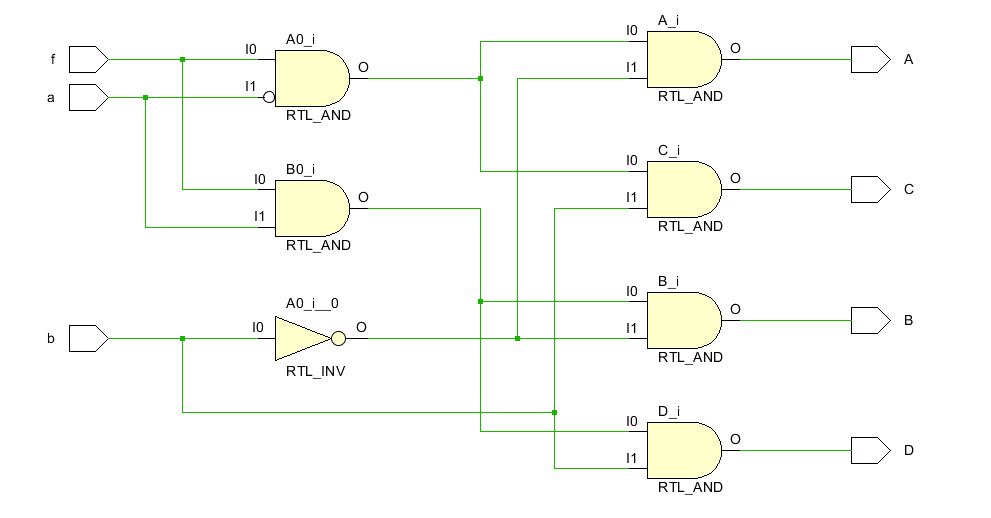 f
a
b
I0
A0_i
I1
O
RTL_AND
I0
B0_i
I1
O
RTL_AND
I0
A0_i__0
O
RTL_INV
I0
A_i
I1
O
RTL_AND
A
I0
C_i
I1
O
RTL_AND
C
I0
B_i
I1
O
RTL_AND
B
I0
D_i
I1
O
RTL_AND
D